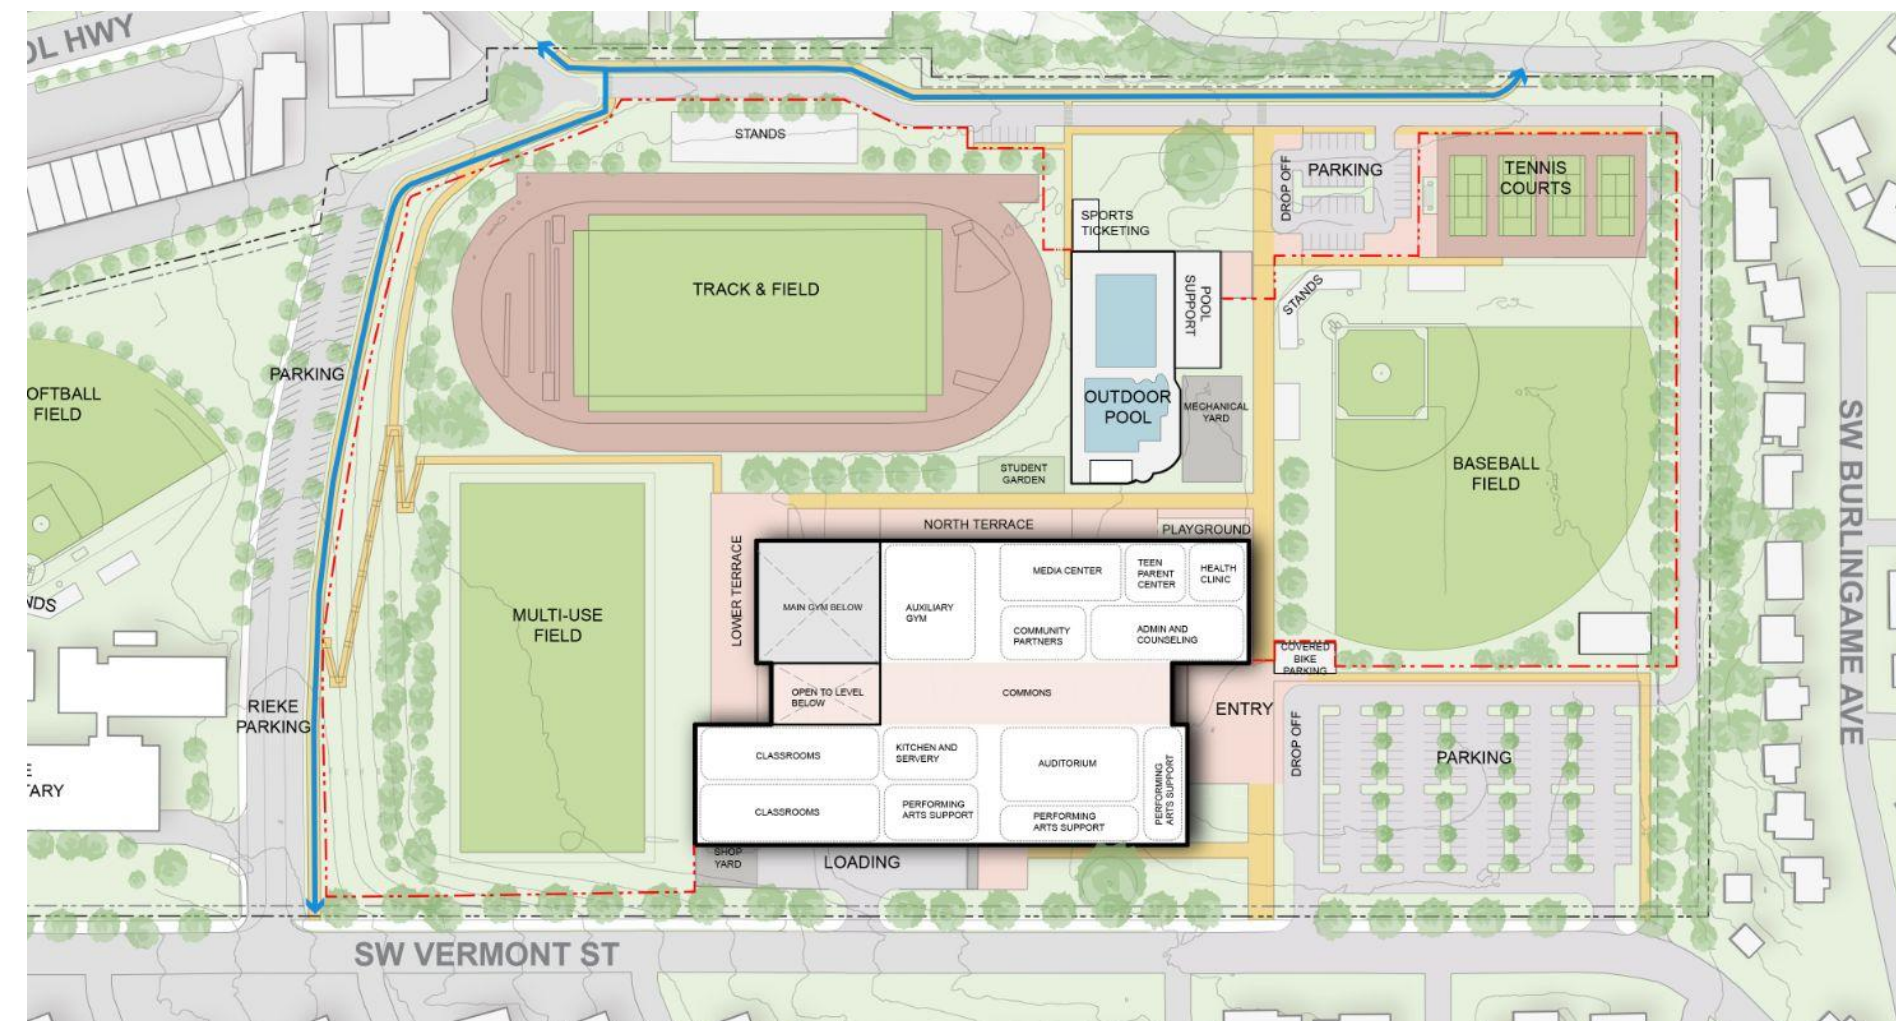 OL HWY
STANDS
PARKING
DROP OFF
TENNIS
COURTS
SPORTS
TICKETING
TRACK & FIELD
POOL
SUPPORT
STANDS
PARKING
OFTBALL
FIELD
OUTDOOR
POOL
MECHANICAL
YARD
SW BURLINGAME AVE
BASEBALL
FIELD
STUDENT
GARDEN
NORTH TERRACE
PLAYGROUND
LOWER TERRACE
MEDIA CENTER
TEEN
PARENT
CENTER
HEALTH
CLINIC
NDS
MULTI-USE
FIELD
MAIN GYM BELOW
AUXILIARY
GYM
COMMUNITY
PARTNERS
ADMIN AND
COUNSELING
COVERED
BIKE
PARKING
OPEN TO LEVEL
BELOW
COMMONS
RIEKE
PARKING
ENTRY
DROP OFF
PARKING
CLASSROOMS
KITCHEN AND
SERVERY
AUDITORIUM
PERFORMING
ARTS SUPPORT
E
TARY
CLASSROOMS
PERFORMING
ARTS SUPPORT
PERFORMING
ARTS SUPPORT
SHOP
YARD
LOADING
SW VERMONT ST